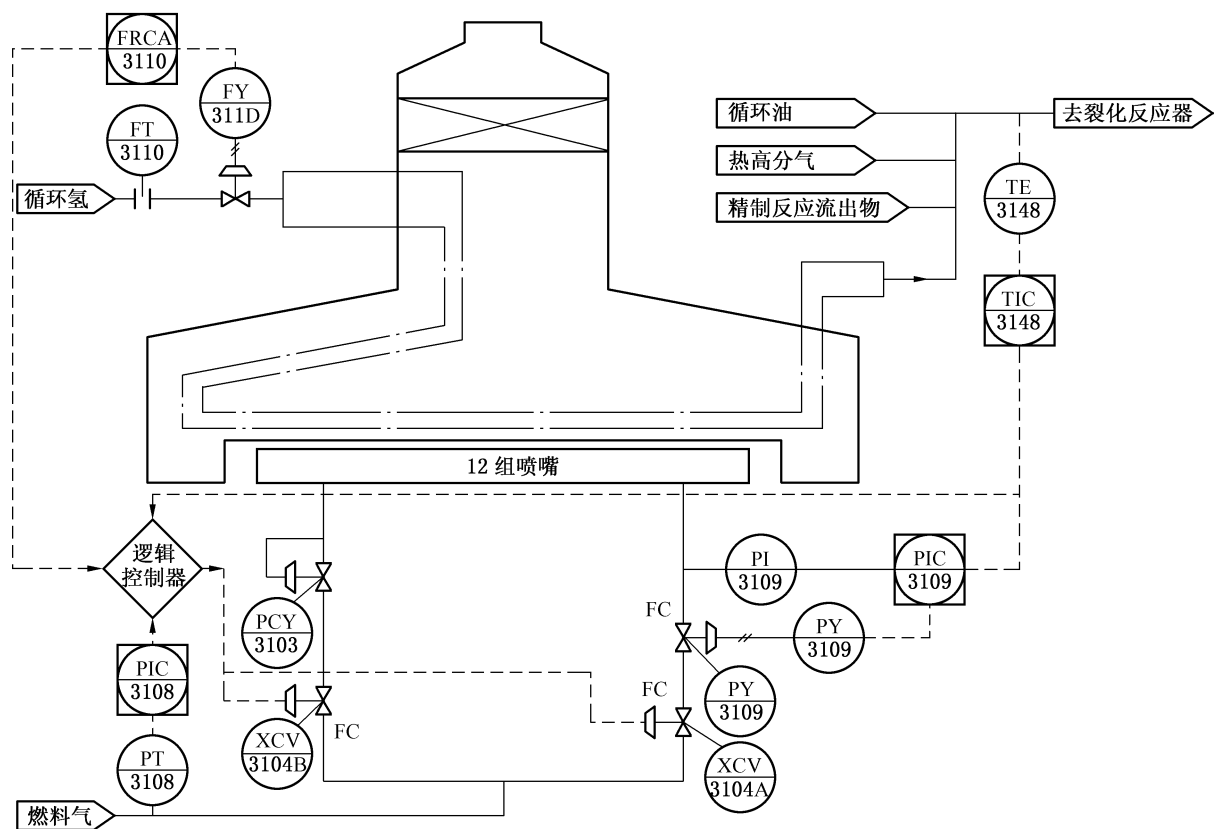 FRCA
3110
FY
311D
FT
3110
循环氢
循环油
热高分气
精制反应流出物
去裂化反应器
TE
3148
TIC
3148
12 组喷嘴
逻辑
控制器
PCY
3103
PI
3109
PIC
3109
FC
PY
3109
PY
3109
PIC
3108
XCV
3104B
FC
FC
XCV
3104A
PT
3108
燃料气